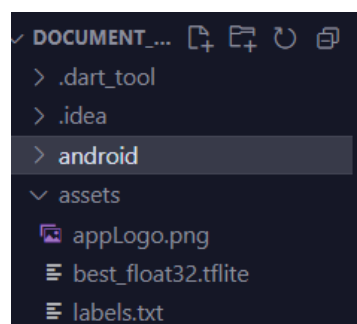 DOCUMENT_...
.dart_tool
.idea
android
assets
appLogo.png
best_float32.tflite
labels.txt